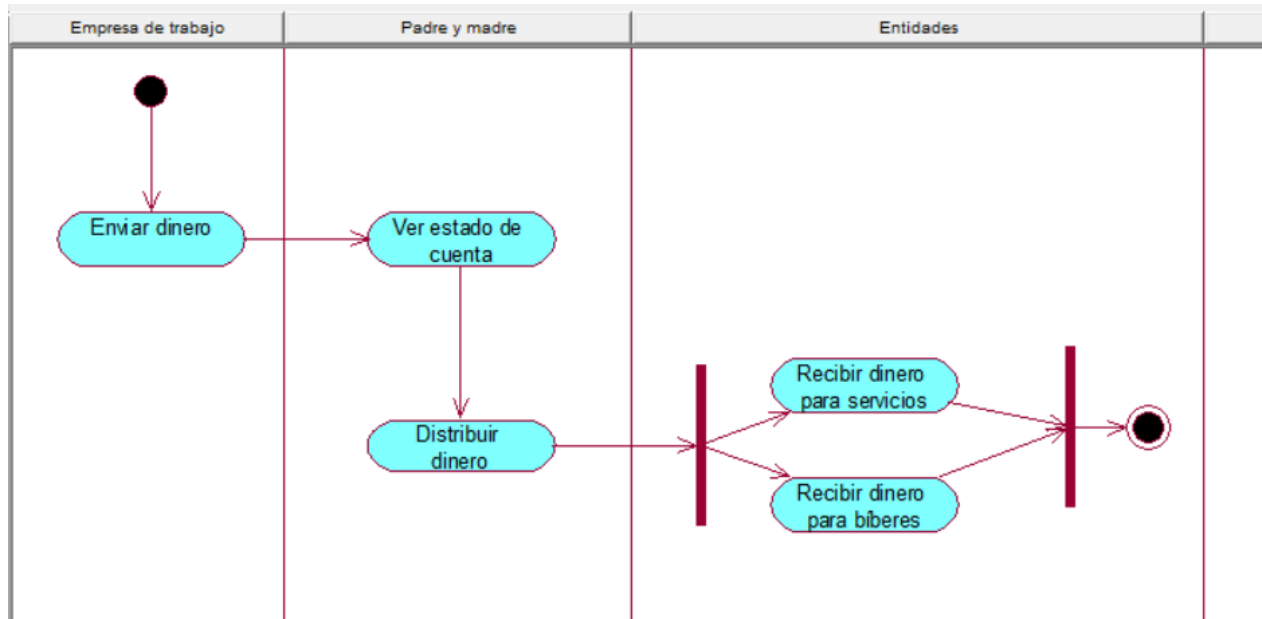 Empresa de trabajo
Padre y madre
Entidades
Enviar dinero
Ver estado de
cuenta
Distribuir
dinero
Recibir dinero
para servicios
Recibir dinero
para bíberes